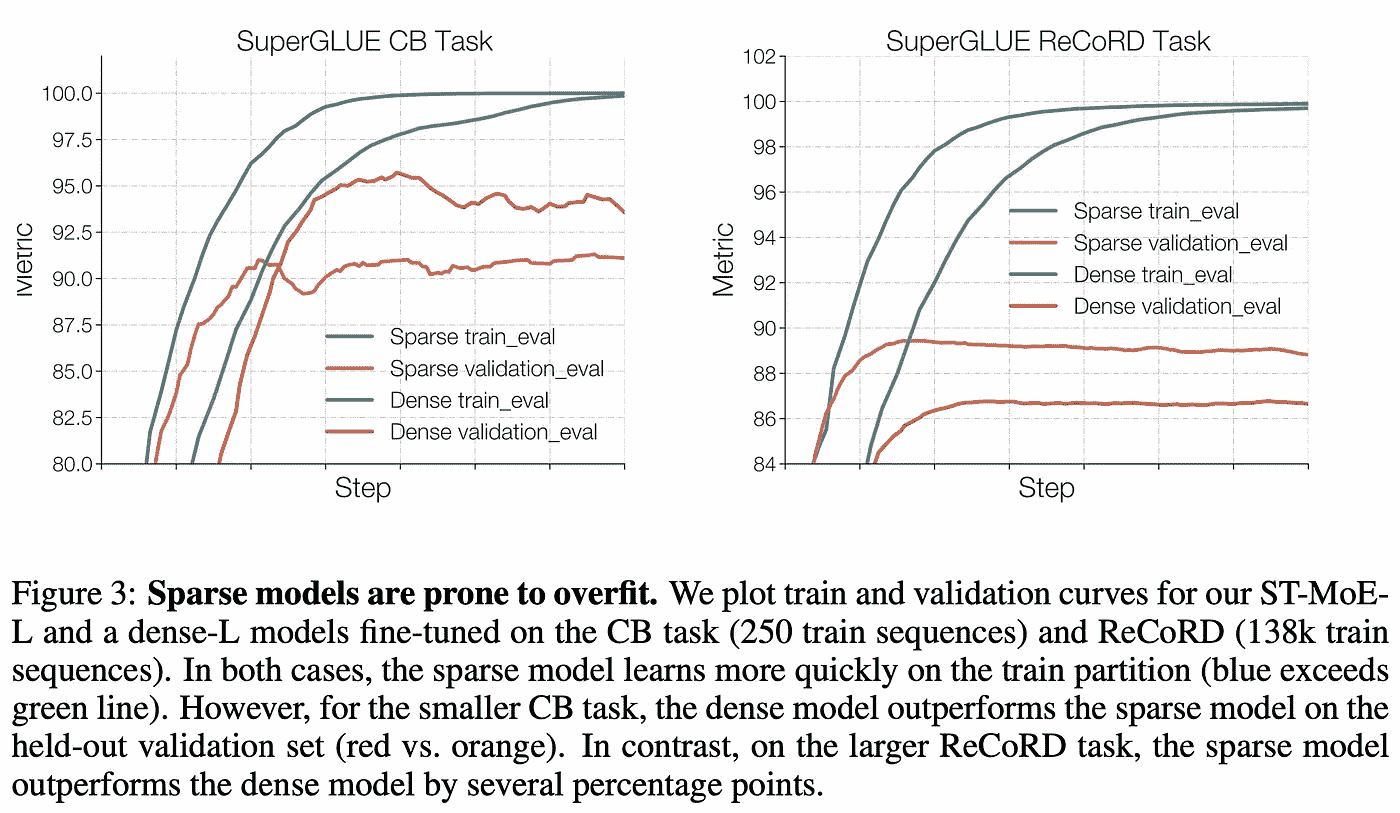 SuperGLUE CB Task
100.0
97.5
95.0
92.5
90.0
87.5
85.0
82.5
80.0
Metric
Step
Sparse train_eval
Sparse validation_eval
Dense train_eval
Dense validation_eval
SuperGLUE ReCoRD Task
102
100
98
96
94
92
90
88
86
84
Metric
Step
Sparse train_eval
Sparse validation_eval
Dense train_eval
Dense validation_eval
Figure 3: Sparse models are prone to overfit. We plot train and validation curves for our ST-MoE-
L and a dense-L models fine-tuned on the CB task (250 train sequences) and ReCoRD (138k train
sequences). In both cases, the sparse model learns more quickly on the train partition (blue exceeds
green line). However, for the smaller CB task, the dense model outperforms the sparse model on the
held-out validation set (red vs. orange). In contrast, on the larger ReCoRD task, the sparse model
outperforms the dense model by several percentage points.